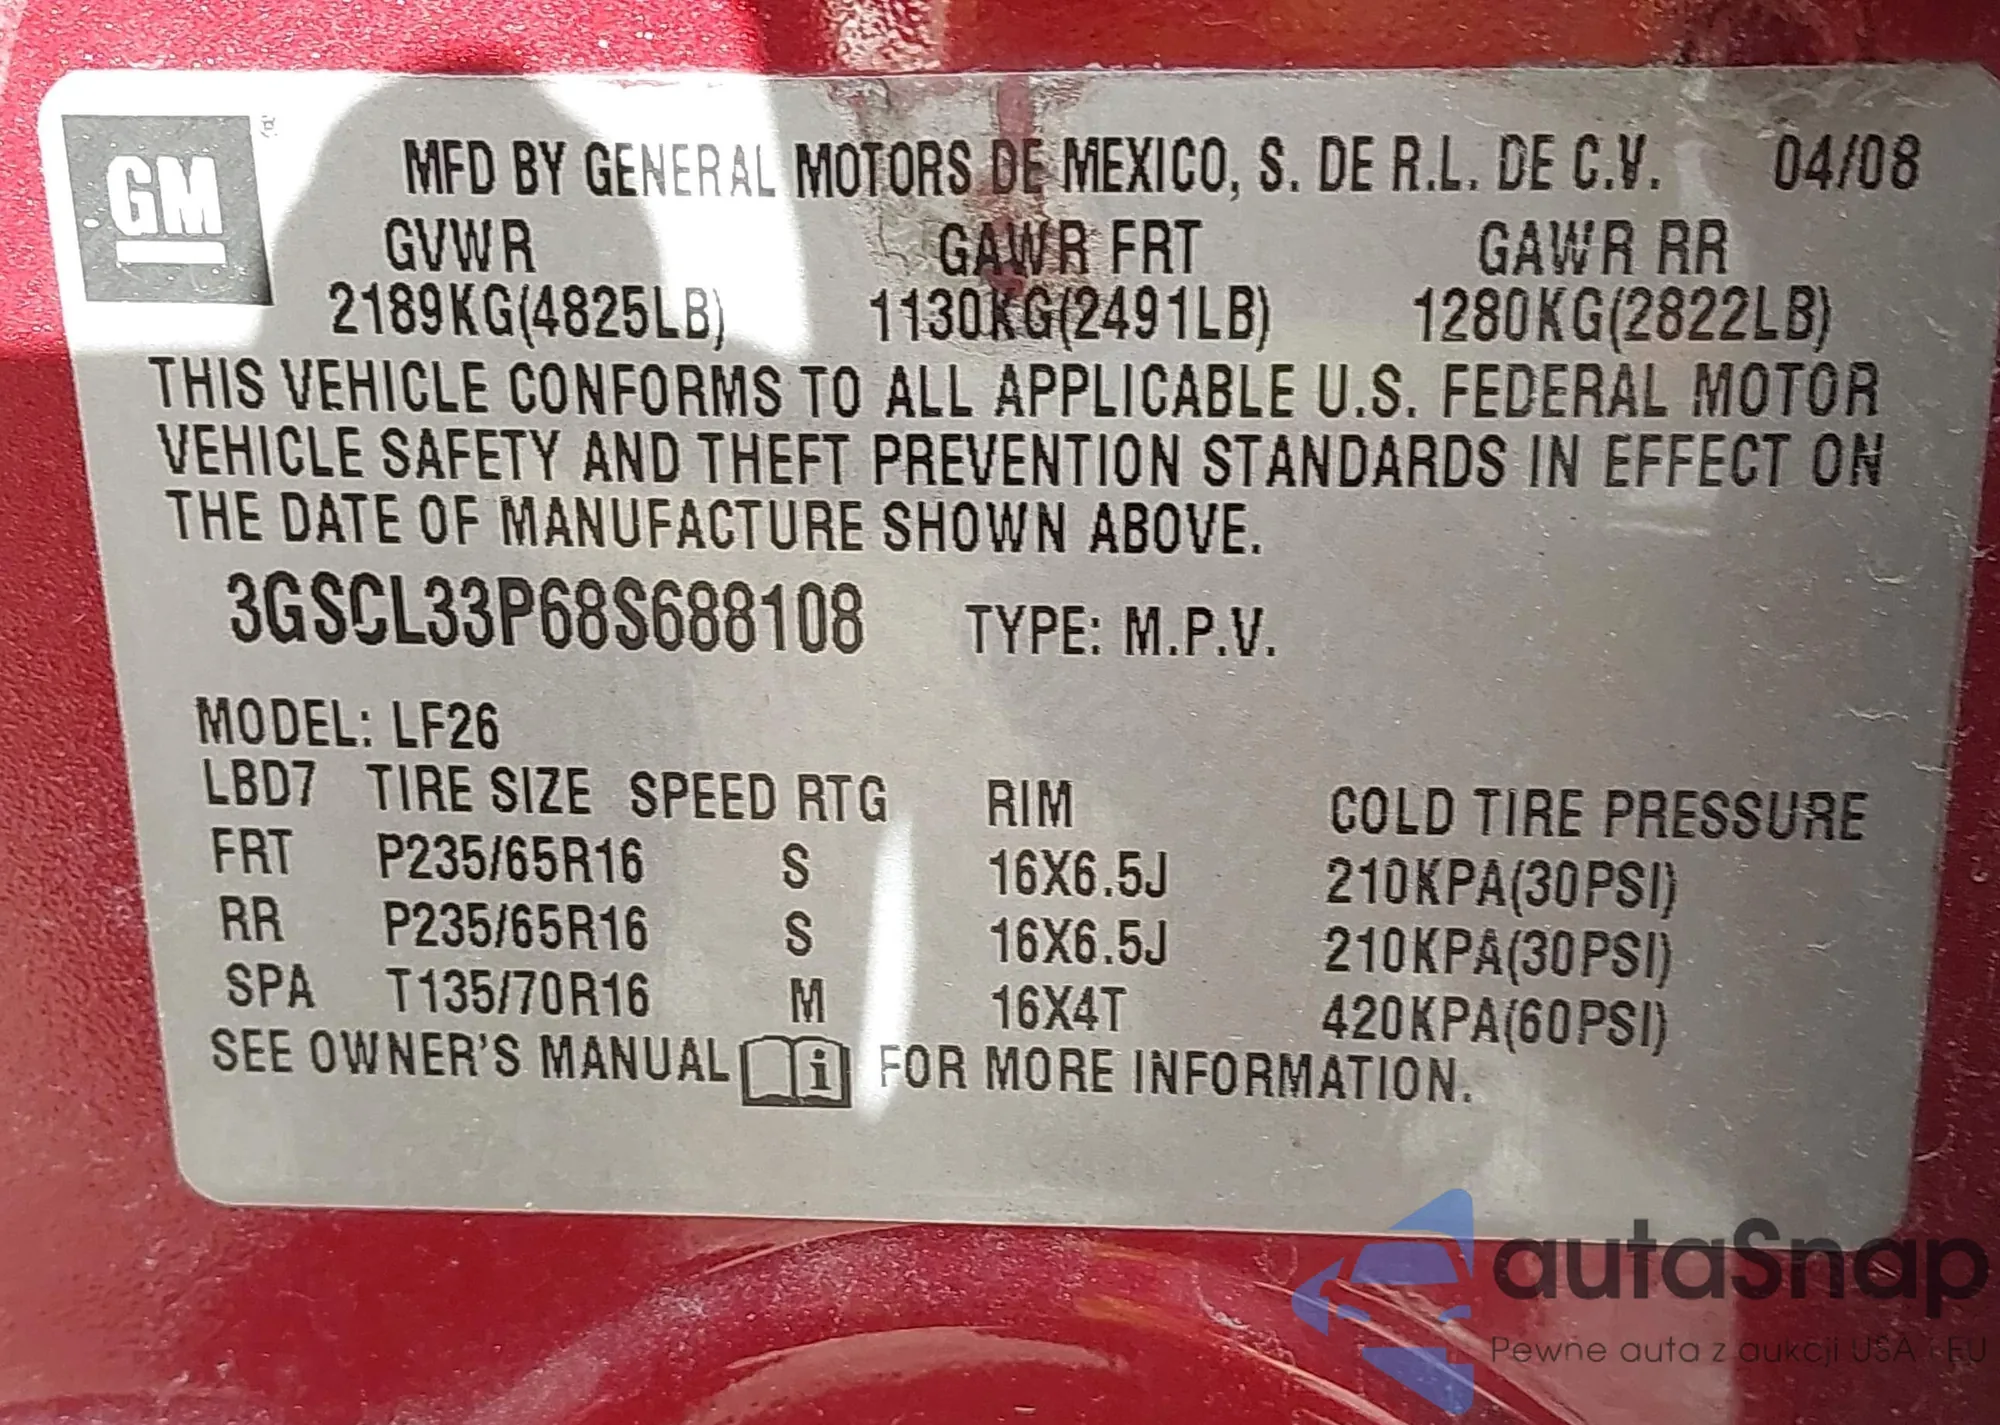 GM
MFD BY GENERAL MOTORS DE MEXICO, S. DE R.L. DE C.V. 04/08
GVWR GAWR FRT GAWR RR
2189KG(4825LB) 1130KG(2491LB) 1280KG(2822LB)
THIS VEHICLE CONFORMS TO ALL APPLICABLE U.S. FEDERAL MOTOR
VEHICLE SAFETY AND THEFT PREVENTION STANDARDS IN EFFECT ON
THE DATE OF MANUFACTURE SHOWN ABOVE.
3GSCL33P68S688108 TYPE: M.P.V.
MODEL: LF26
LBD7 TIRE SIZE SPEED RTG RIM COLD TIRE PRESSURE
FRT P235/65R16 S 16X6.5J 210KPA(30PSI)
RR P235/65R16 S 16X6.5J 210KPA(30PSI)
SPA T135/70R16 M 16X4T 420KPA(60PSI)
SEE OWNER'S MANUAL i FOR MORE INFORMATION.
autaSnap
Pewne auta z aukcji USA i EU